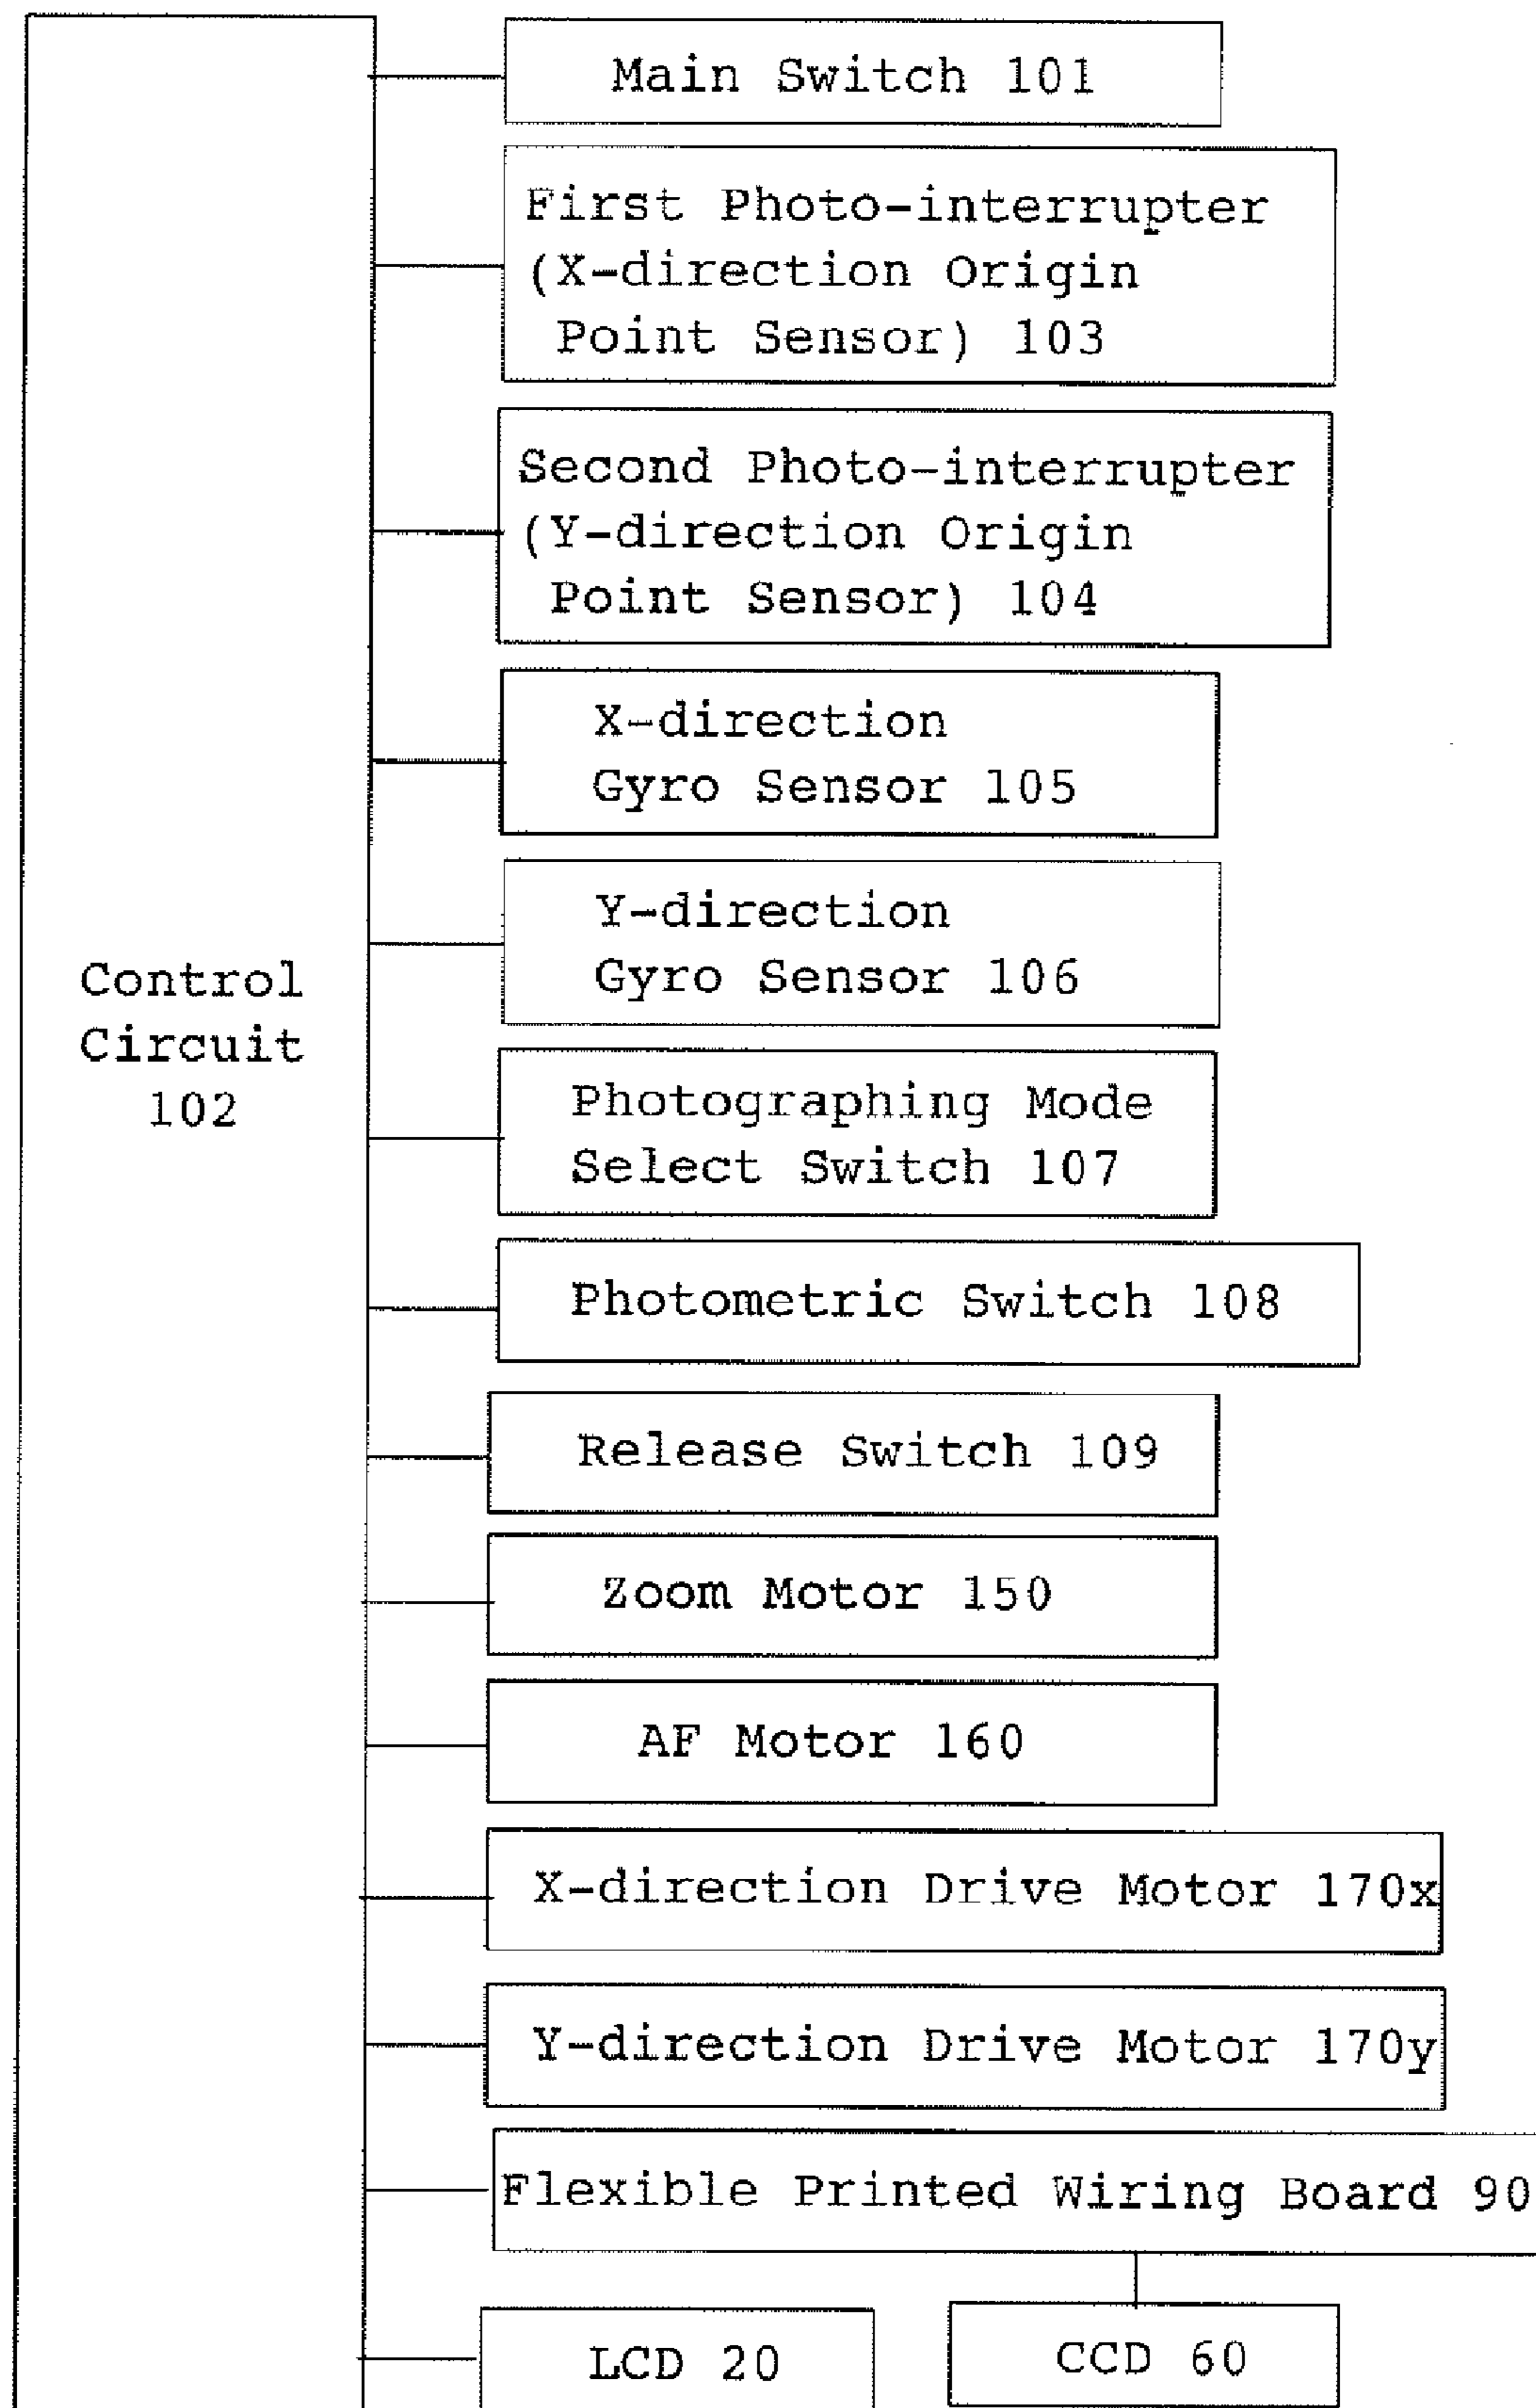 Main Switch 101
First Photo-interrupter
(X-direction Origin
Point Sensor) 103
Second Photo-interrupter
(Y-direction Origin
Point Sensor) 104
X-direction
Gyro Sensor 105
Y-direction
Gyro Sensor 106
Control
Circuit
102
Photographing Mode
Select Switch 107
Photometric Switch 108
Release Switch 109
Zoom Motor 150
AF Motor 160
X-direction Drive Motor 170x
Y-direction Drive Motor 170y
Flexible Printed Wiring Board 90
LCD 20
CCD 60